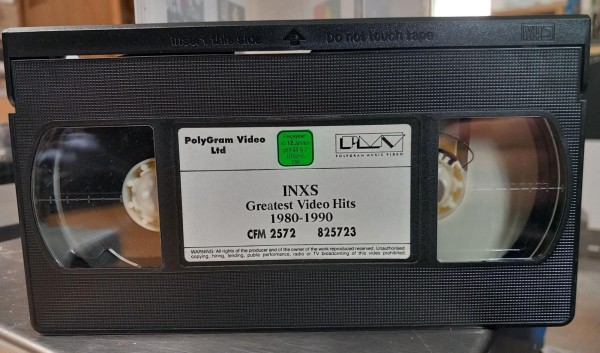 Insert this side Do not touch tape
VHS
PolyGram Video
Ltd
PMV
POLYGRAM MUSIC VIDEO
INXS
Greatest Video Hits
1980-1990
CFM 2572 825723
WARNING: All rights of the producer and of the owner of the work reproduced reserved. Unauthorised
copying, hiring, lending, public performance, radio or TV broadcasting of this video prohibited.